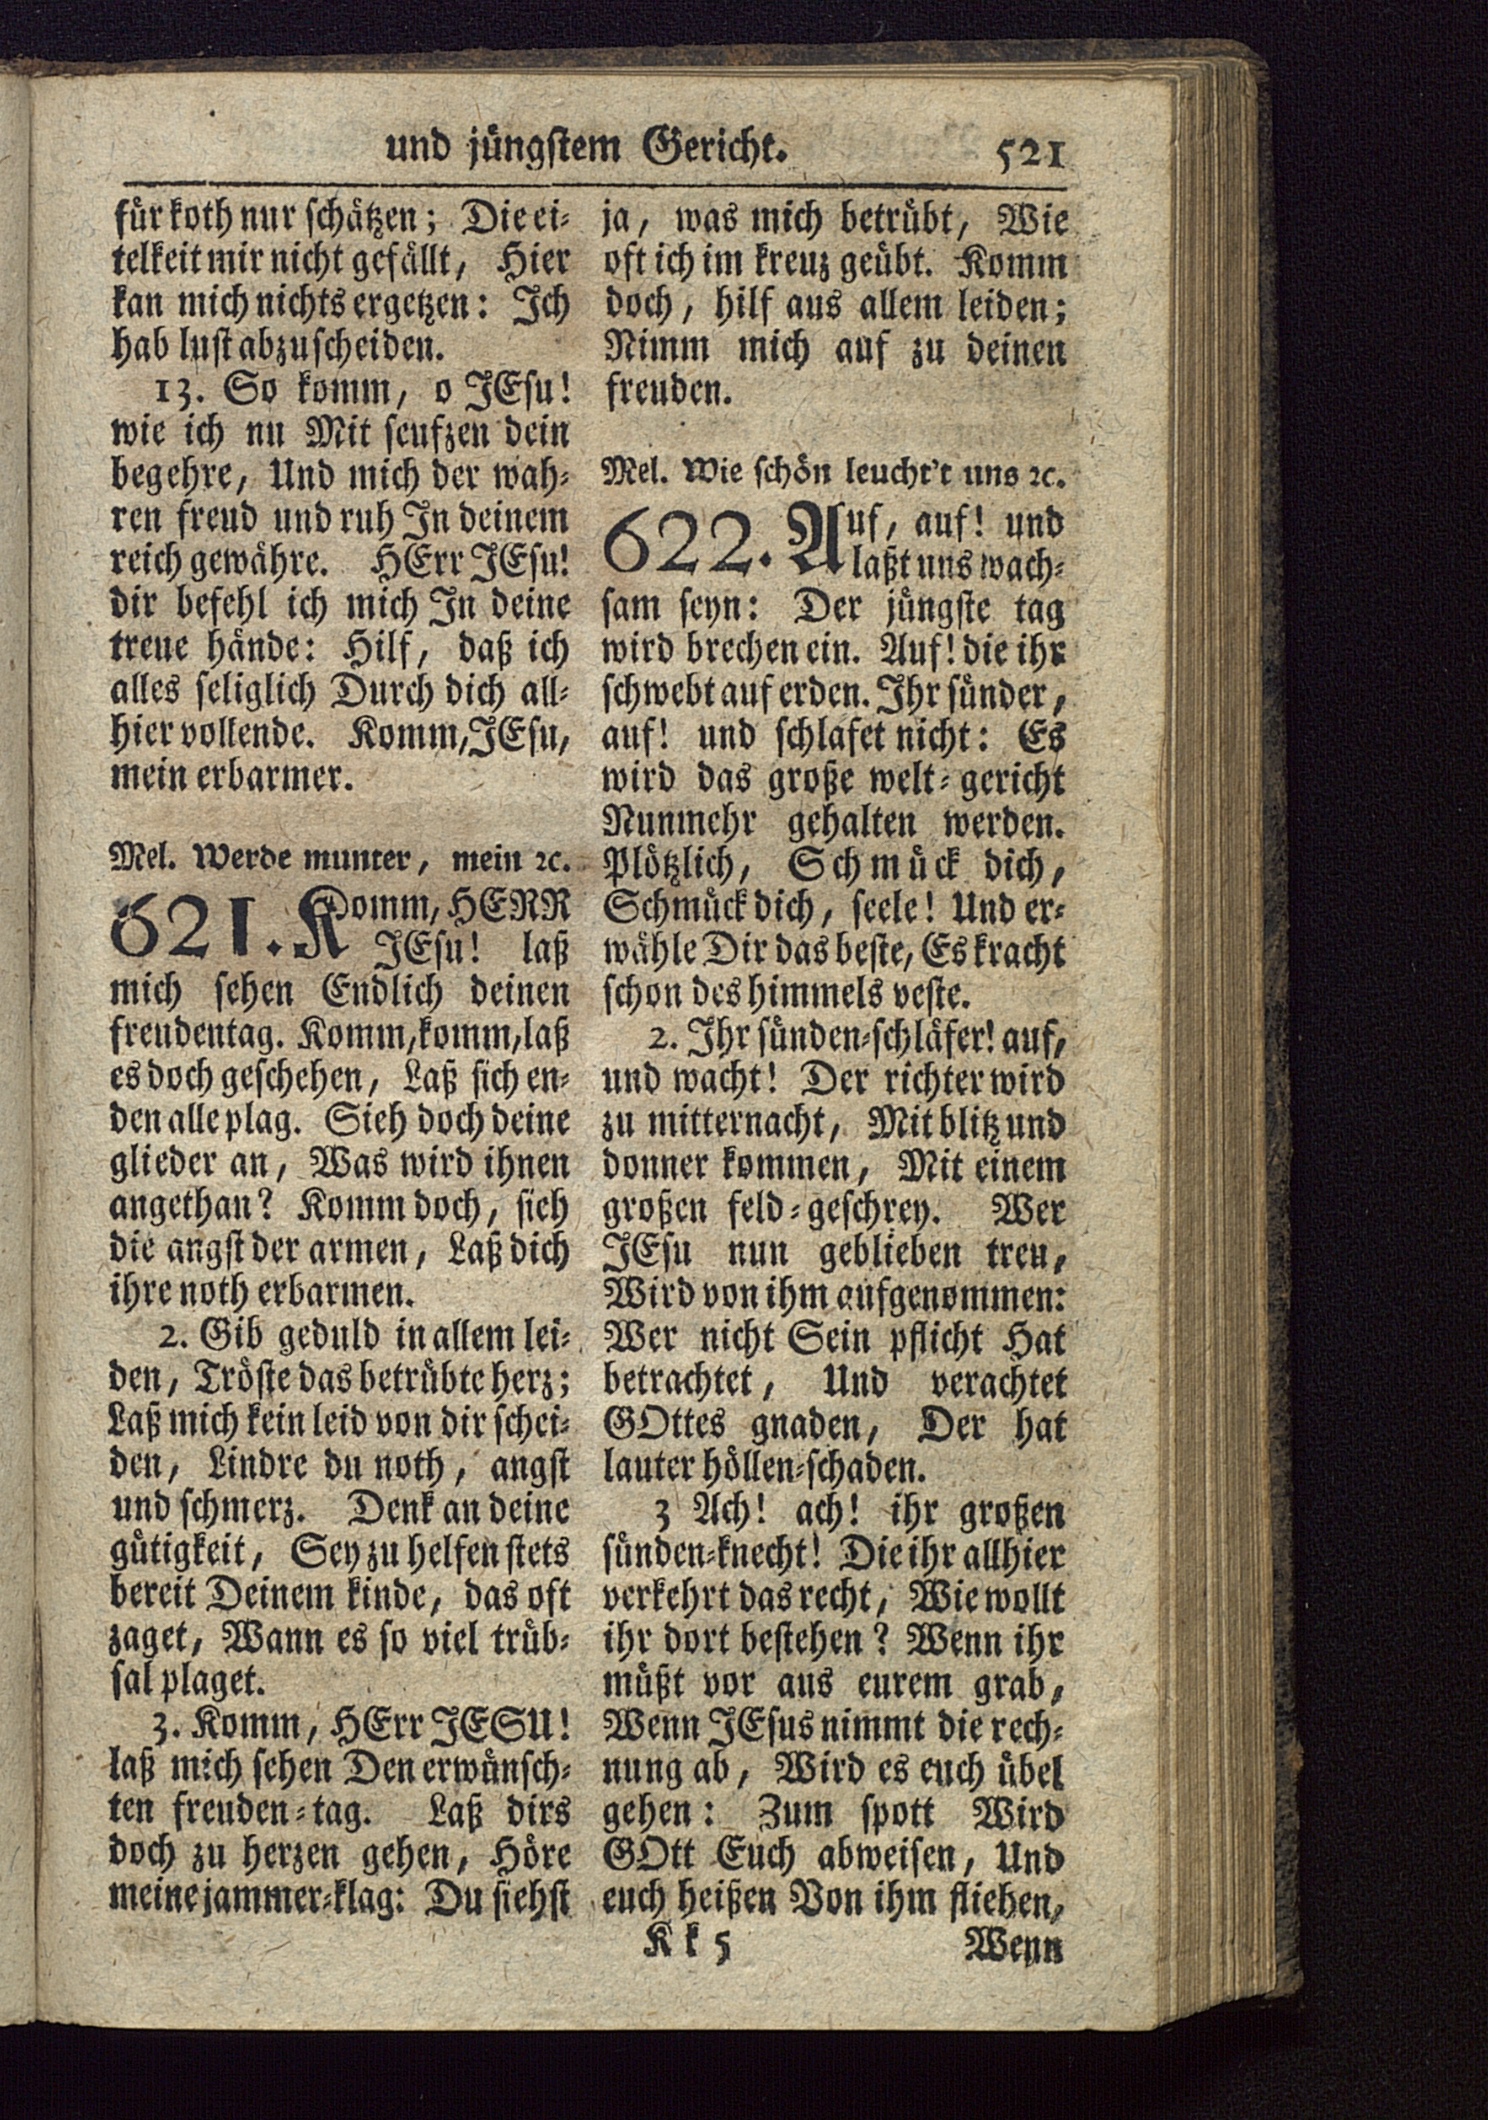 und jüngstem Gericht. 521
für koth nur schätzen; Die ei-
telkeit mir nicht gefällt, Hier
kan mich nichts ergetzen: Ich
hab lust abzuscheiden.
13. So komm, o JEsu!
wie ich nu Mit seufzen dein
begehre, Und mich der wah-
ren freud und ruh In deinem
reich gewähre. HErr JEsu!
dir befehl ich mich In deine
treue hände: Hilf, daß ich
alles seliglich Durch dich all-
hier vollende. Komm, JEsu,
mein erbarmer.
Mel. Werde munter, mein ꝛc.
621. Komm, HERR
JEsu! laß
mich sehen Endlich deinen
freudentag. Komm, komm, laß
es doch geschehen, Laß sich en-
den alle plag. Sieh doch deine
glieder an, Was wird ihnen
angethan? Komm doch, sieh
die angst der armen, Laß dich
ihre noth erbarmen.
2. Gib geduld in allem lei-
den, Tröste das betrübte herz;
Laß mich kein leid von dir schei-
den, Lindre du noth, angst
und schmerz. Denk an deine
gütigkeit, Sey zu helfen stets
bereit Deinem kinde, das oft
zaget, Wann es so viel trüb-
sal plaget.
3. Komm, HErr JESU!
laß mich sehen Den erwünsch-
ten freuden-tag. Laß dirs
doch zu herzen gehen, Höre
meine jammer-klag: Du siehst
ja, was mich betrübt, Wie
oft ich im kreuz geübt. Komm
doch, hilf aus allem leiden;
Nimm mich auf zu deinen
freuden.
Mel. Wie schön leucht't uns ꝛc.
622. Auf, auf! und
laßt uns wach-
sam seyn: Der jüngste tag
wird brechen ein. Auf! die ihr
schwebt auf erden. Ihr sünder,
auf! und schlafet nicht: Es
wird das große welt-gericht
Nunmehr gehalten werden.
Plötzlich, Schmück dich,
Schmück dich, seele! Und er-
wähle Dir das beste, Es kracht
schon des himmels veste.
2. Ihr sünden-schläfer! auf,
und wacht! Der richter wird
zu mitternacht, Mit blitz und
donner kommen, Mit einem
großen feld-geschrey. Wer
JEsu nun geblieben treu,
Wird von ihm aufgenommen:
Wer nicht Sein pflicht Hat
betrachtet, Und verachtet
GOttes gnaden, Der hat
lauter höllen-schaden.
3 Ach! ach! ihr großen
sünden-knecht! Die ihr allhier
verkehrt das recht, Wie wollt
ihr dort bestehen? Wenn ihr
müßt vor aus eurem grab,
Wenn JEsus nimmt die rech-
nung ab, Wird es euch übel
gehen: Zum spott Wird
GOtt Euch abweisen, Und
euch heißen Von ihm fliehen,
Kk 5 Wenn